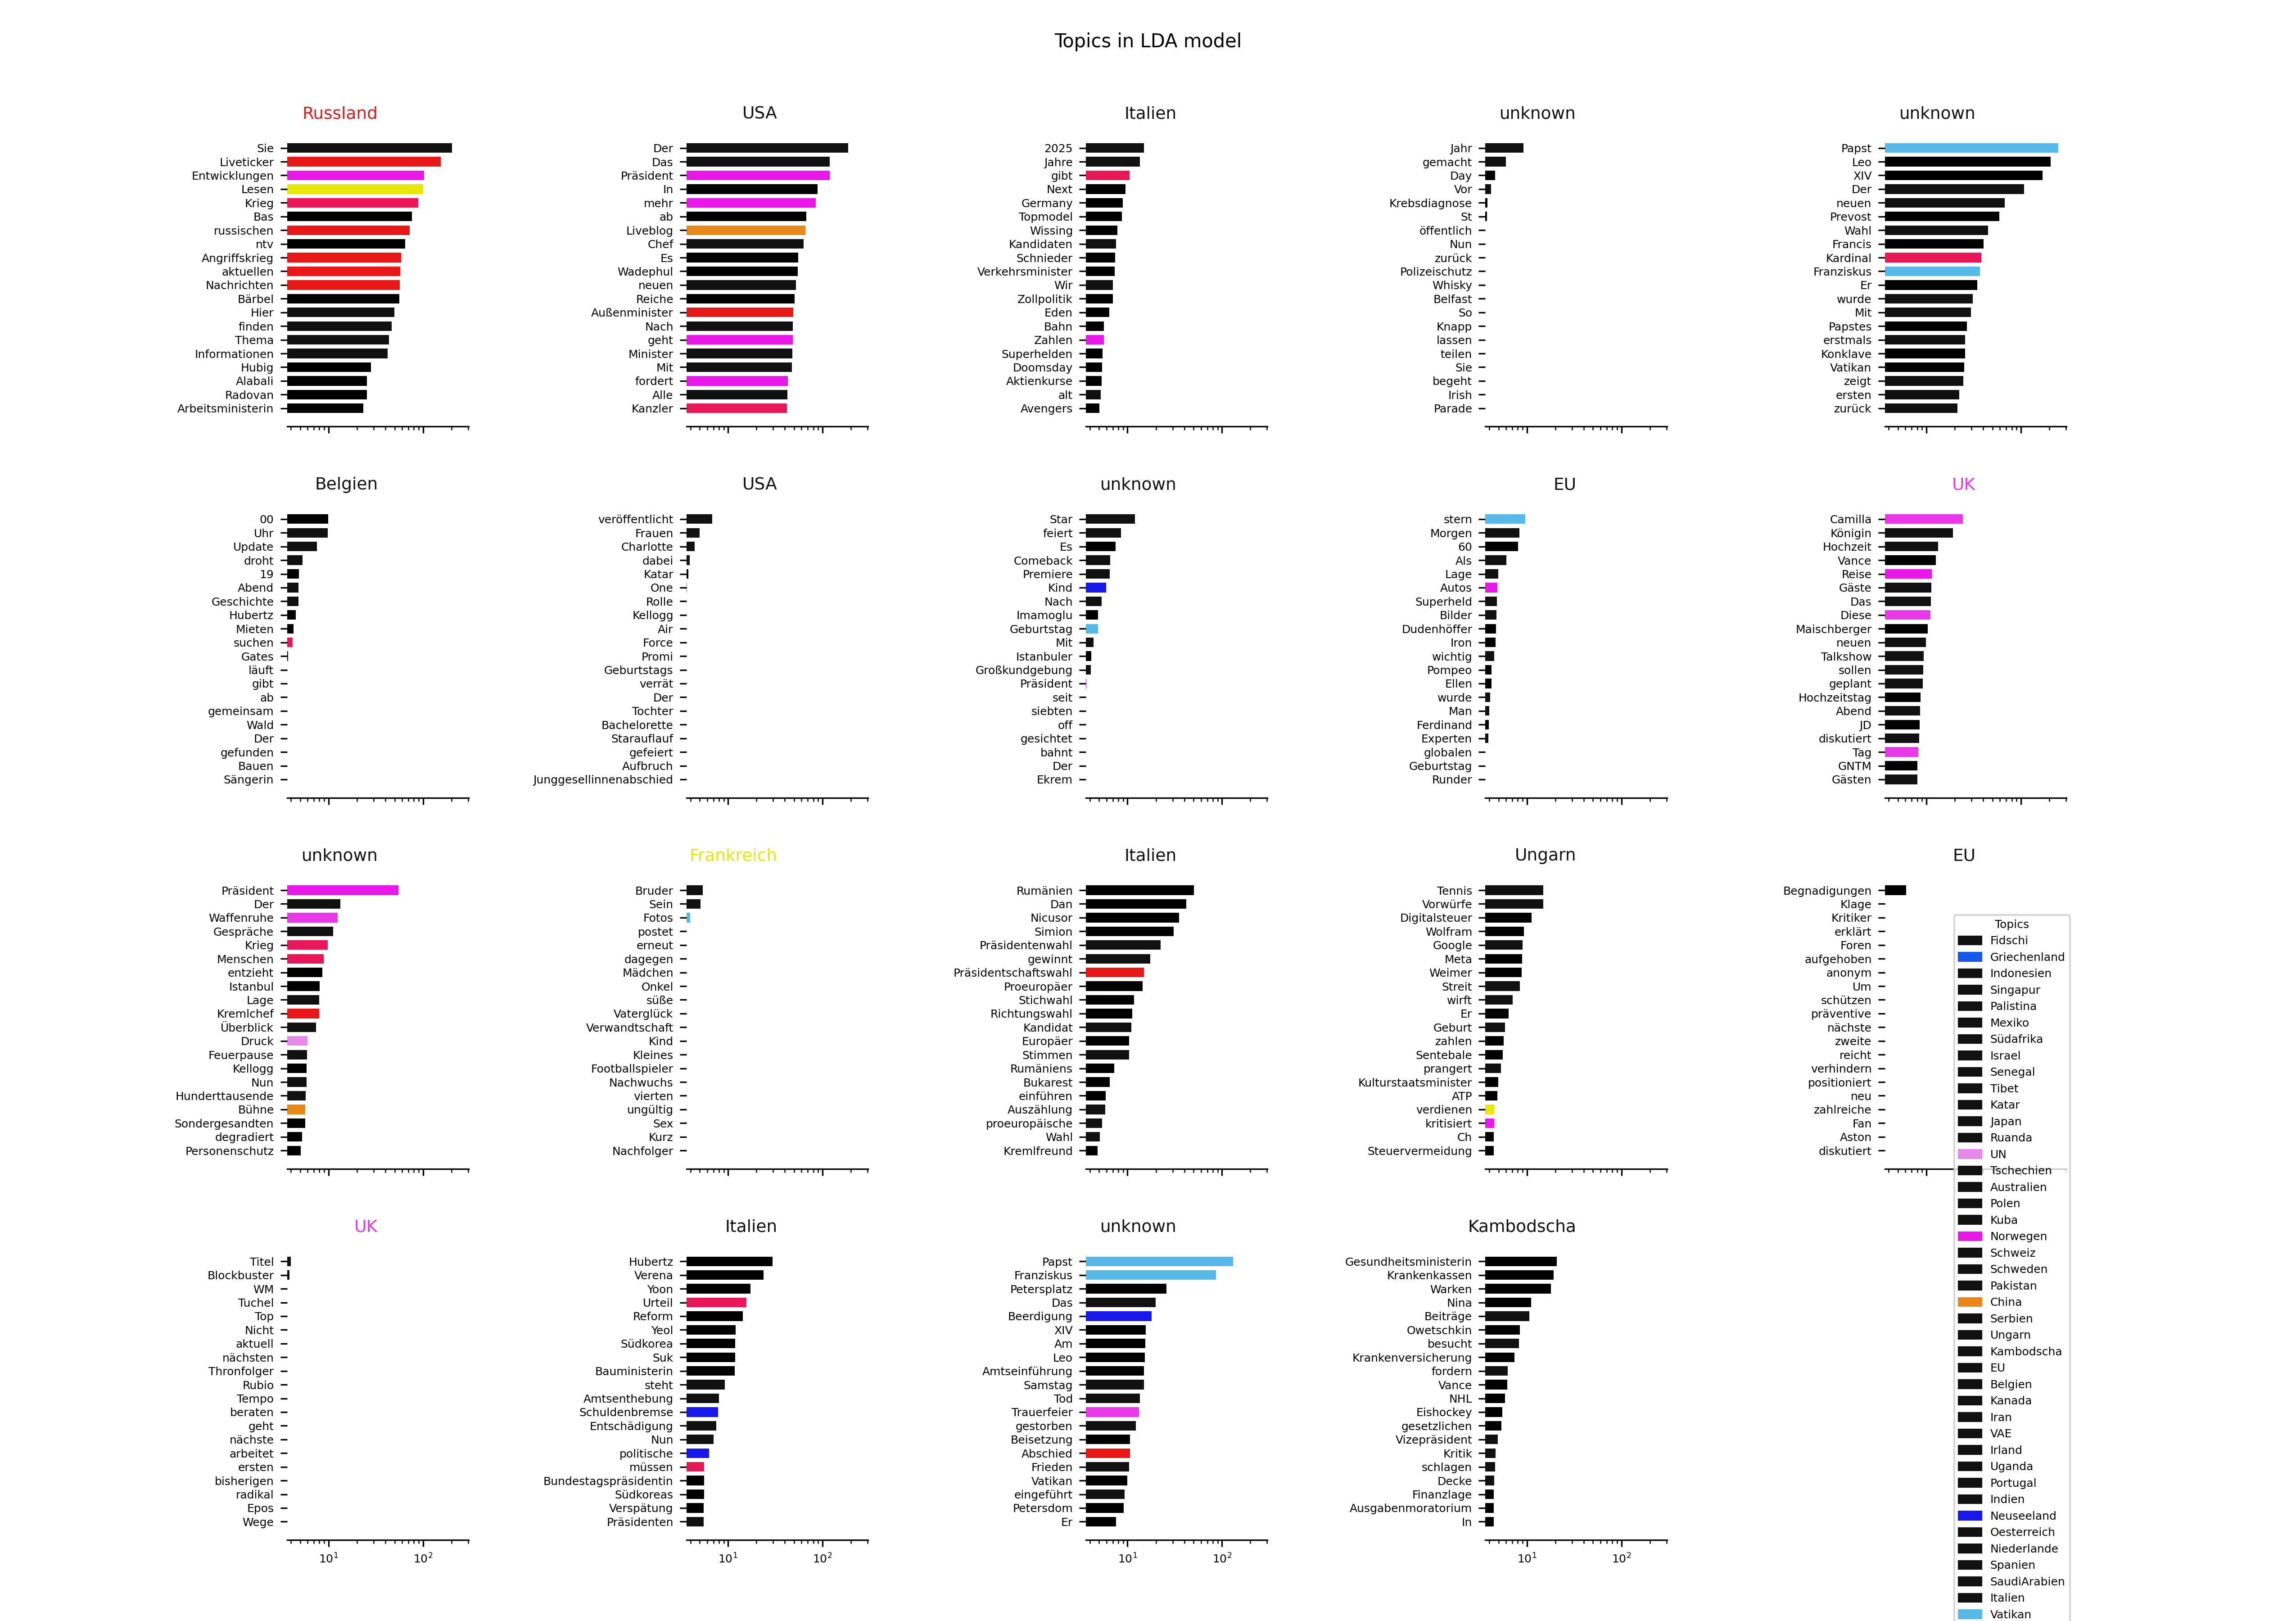 Topics in LDA model
Russland
Sie
Liveticker
Entwicklungen
Lesen
Krieg
Bas
russischen
ntv
Angriffskrieg
aktuellen
Nachrichten
Bärbel
Hier
finden
Thema
Informationen
Hubig
Alabali
Radovan
Arbeitsministerin
USA
Der
Das
Präsident
In
mehr
ab
Liveblog
Chef
Es
Wadephul
neuen
Reiche
Außenminister
Nach
geht
Minister
Mit
fordert
Alle
Kanzler
Italien
2025
Jahre
gibt
Next
Germany
Topmodel
Wissing
Kandidaten
Schnieder
Verkehrsminister
Wir
Zollpolitik
Eden
Bahn
Zahlen
Superhelden
Doomsday
Aktienkurse
alt
Avengers
unknown
Jahr
gemacht
Day
Vor
Krebsdiagnose
St
öffentlich
Nun
zurück
Polizeischutz
Whisky
Belfast
So
Knapp
lassen
teilen
Sie
begeht
Irish
Parade
unknown
Papst
Leo
XIV
Der
neuen
Prevost
Wahl
Francis
Kardinal
Franziskus
Er
wurde
Mit
Papstes
erstmals
Konklave
Vatikan
zeigt
ersten
zurück
Belgien
00
Uhr
Update
droht
19
Abend
Geschichte
Hubertz
Mieten
suchen
Gates
läuft
gibt
ab
gemeinsam
Wald
Der
gefunden
Bauen
Sängerin
USA
veröffentlicht
Frauen
Charlotte
dabei
Katar
One
Rolle
Kellogg
Air
Force
Promi
Geburtstags
verrät
Der
Tochter
Bachelorette
Starauflauf
gefeiert
Aufbruch
Junggesellinnenabschied
unknown
Star
feiert
Es
Comeback
Premiere
Kind
Nach
Imamoglu
Geburtstag
Mit
Istanbuler
Großkundgebung
Präsident
seit
siebten
off
gesichtet
bahnt
Der
Ekrem
EU
stern
Morgen
60
Als
Lage
Autos
Superheld
Bilder
Dudenhöffer
Iron
wichtig
Pompeo
Ellen
wurde
Man
Ferdinand
Experten
globalen
Geburtstag
Runder
UK
Camilla
Königin
Hochzeit
Vance
Reise
Gäste
Das
Diese
Maischberger
neuen
Talkshow
sollen
geplant
Hochzeitstag
Abend
JD
diskutiert
Tag
GNTM
Gästen
unknown
Präsident
Der
Waffenruhe
Gespräche
Krieg
Menschen
entzieht
Istanbul
Lage
Kremlchef
Überblick
Druck
Feuerpause
Kellogg
Nun
Hunderttausende
Bühne
Sondergesandten
degradiert
Personenschutz
Frankreich
Bruder
Sein
Fotos
postet
erneut
dagegen
Mädchen
Onkel
süße
Vaterglück
Verwandtschaft
Kind
Kleines
Footballspieler
Nachwuchs
vierten
ungültig
Sex
Kurz
Nachfolger
Italien
Rumänien
Dan
Nicusor
Simion
Präsidentenwahl
gewinnt
Präsidentschaftswahl
Proeuropäer
Stichwahl
Richtungswahl
Kandidat
Europäer
Stimmen
Rumäniens
Bukarest
einführen
Auszählung
proeuropäische
Wahl
Kremlfreund
Ungarn
Tennis
Vorwürfe
Digitalsteuer
Wolfram
Google
Meta
Weimer
Streit
wirft
Er
Geburt
zahlen
Sentebale
prangert
Kulturstaatsminister
ATP
verdienen
kritisiert
Ch
Steuervermeidung
EU
Begnadigungen
Klage
Kritiker
erklärt
Foren
aufgehoben
anonym
Um
schützen
präventive
nächste
zweite
reicht
verhindern
positioniert
neu
zahlreiche
Fan
Aston
diskutiert
UK
Titel
Blockbuster
WM
Tuchel
Top
Nicht
aktuell
nächsten
Thronfolger
Rubio
Tempo
beraten
geht
nächste
arbeitet
ersten
bisherigen
radikal
Epos
Wege
10¹ 10²
Italien
Hubertz
Verena
Yoon
Urteil
Reform
Yeol
Südkorea
Suk
Bauministerin
steht
Amtsenthebung
Schuldenbremse
Entschädigung
Nun
politische
müssen
Bundestagspräsidentin
Südkoreas
Verspätung
Präsidenten
10¹ 10²
unknown
Papst
Franziskus
Petersplatz
Das
Beerdigung
XIV
Am
Leo
Amtseinführung
Samstag
Tod
Trauerfeier
gestorben
Beisetzung
Abschied
Frieden
Vatikan
eingeführt
Petersdom
Er
10¹ 10²
Kambodscha
Gesundheitsministerin
Krankenkassen
Warken
Nina
Beiträge
Owetschkin
besucht
Krankenversicherung
fordern
Vance
NHL
Eishockey
gesetzlichen
Vizepräsident
Kritik
schlagen
Decke
Finanzlage
Ausgabenmoratorium
In
10¹ 10²
Topics
Fidschi
Griechenland
Indonesien
Singapur
Palistina
Mexiko
Südafrika
Israel
Senegal
Tibet
Katar
Japan
Ruanda
UN
Tschechien
Australien
Polen
Kuba
Norwegen
Schweiz
Schweden
Pakistan
China
Serbien
Ungarn
Kambodscha
EU
Belgien
Kanada
Iran
VAE
Irland
Uganda
Portugal
Indien
Neuseeland
Oesterreich
Niederlande
Spanien
SaudiArabien
Italien
Vatikan